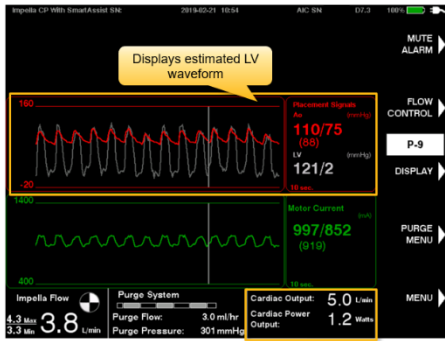 Impella CP With SmartAssist SN: 2019-02-21 10:54 AIC SN D7.3 100%
MUTE
ALARM
Displays estimated LV
waveform
160
-20
Placement Signals
Ao (mmHg)
110/75
(88)
LV (mmHg)
121/2
10 sec.
FLOW
CONTROL
P-9
DISPLAY
1400
400
Motor Current
(mA)
997/852
(919)
10 sec.
PURGE
MENU
Impella Flow
4.3 Max
3.3 Min
3.8 L/min
Purge System
Purge Flow: 3.0 ml/hr
Purge Pressure: 301 mmHg
Cardiac Output: 5.0 L/min
Cardiac Power
Output: 1.2 Watts
MENU